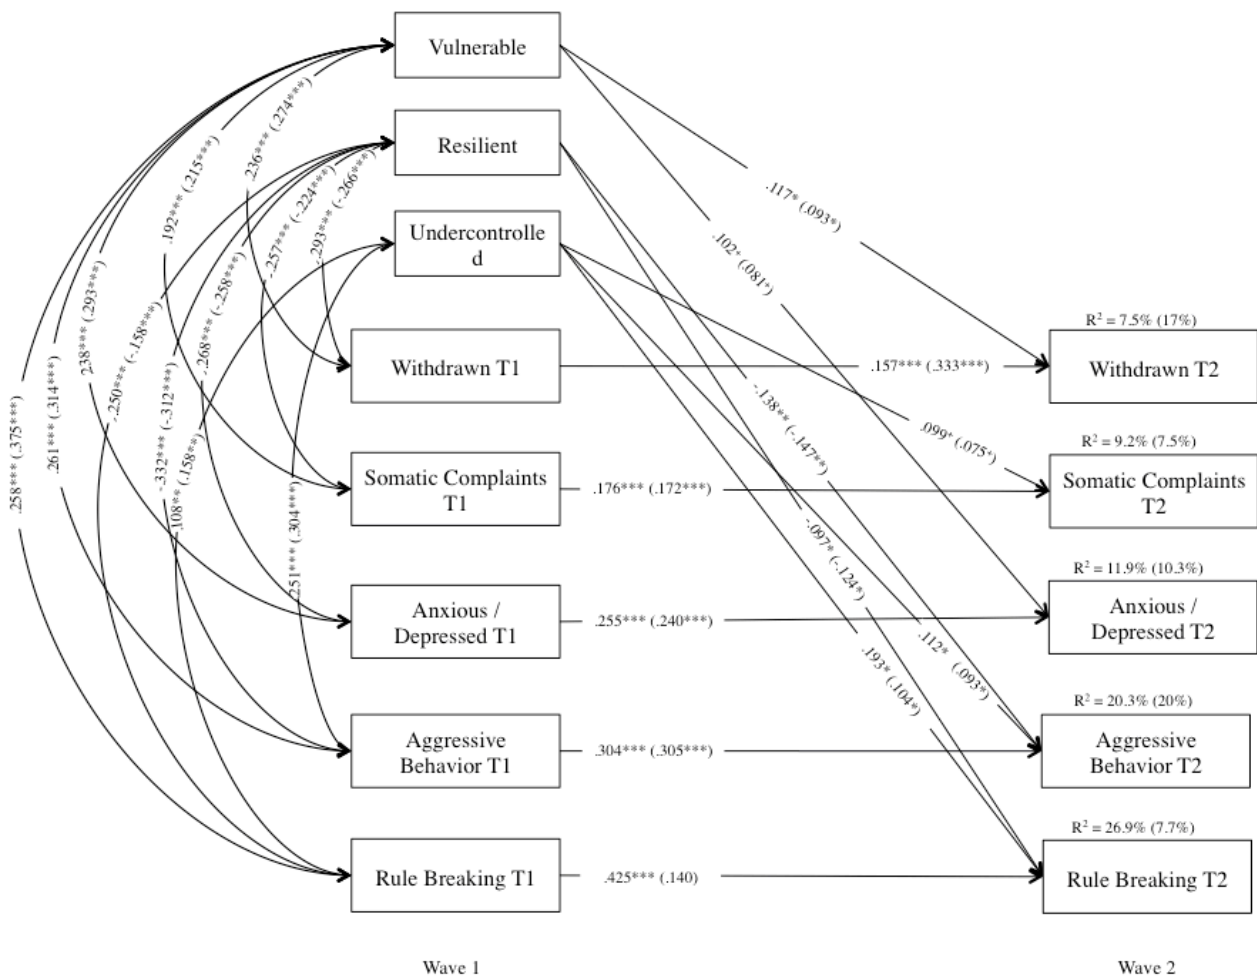 Vulnerable
Resilient
Undercontrolle
d
Withdrawn T1
Somatic Complaints
T1
Anxious /
Depressed T1
Aggressive
Behavior T1
Rule Breaking T1
Wave 1
.258*** (.375***)
.261*** (.314***)
.238*** (.293***)
.192*** (.215***)
.236*** (.274***)
-.250*** (-.158***)
-.332*** (-.312***)
-.268*** (-.258***)
-.257*** (-.224***)
-.293*** (-.266***)
.108** (.158**)
.251*** (.304***)
.117* (.093*)
.102⁺ (.081⁺)
.157*** (.333***)
-.138** (-.147**)
.099⁺ (.075⁺)
.176*** (.172***)
-.097* (-.124*)
.255*** (.240***)
.112* (.093*)
.193* (.104*)
.304*** (.305***)
.425*** (.140)
R² = 7.5% (17%)
Withdrawn T2
R² = 9.2% (7.5%)
Somatic Complaints
T2
R² = 11.9% (10.3%)
Anxious /
Depressed T2
R² = 20.3% (20%)
Aggressive
Behavior T2
R² = 26.9% (7.7%)
Rule Breaking T2
Wave 2